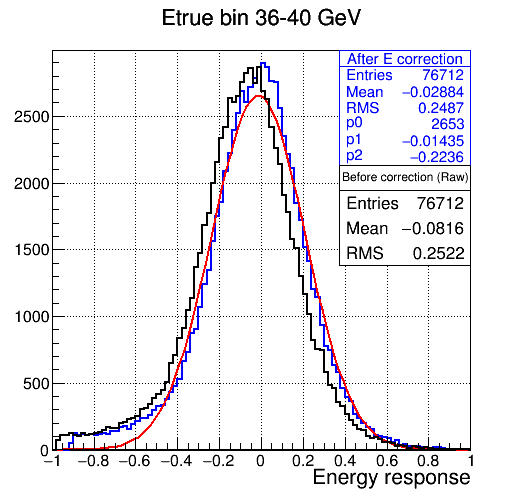 Etrue bin 36-40 GeV
After E correction
Entries 76712
Mean −0.02884
RMS 0.2487
p0 2653
p1 −0.01435
p2 −0.2236
Before correction (Raw)
Entries 76712
Mean −0.0816
RMS 0.2522
2500
2000
1500
1000
500
0
−1 −0.8 −0.6 −0.4 −0.2 0 0.2 0.4 0.6 0.8 1
Energy response